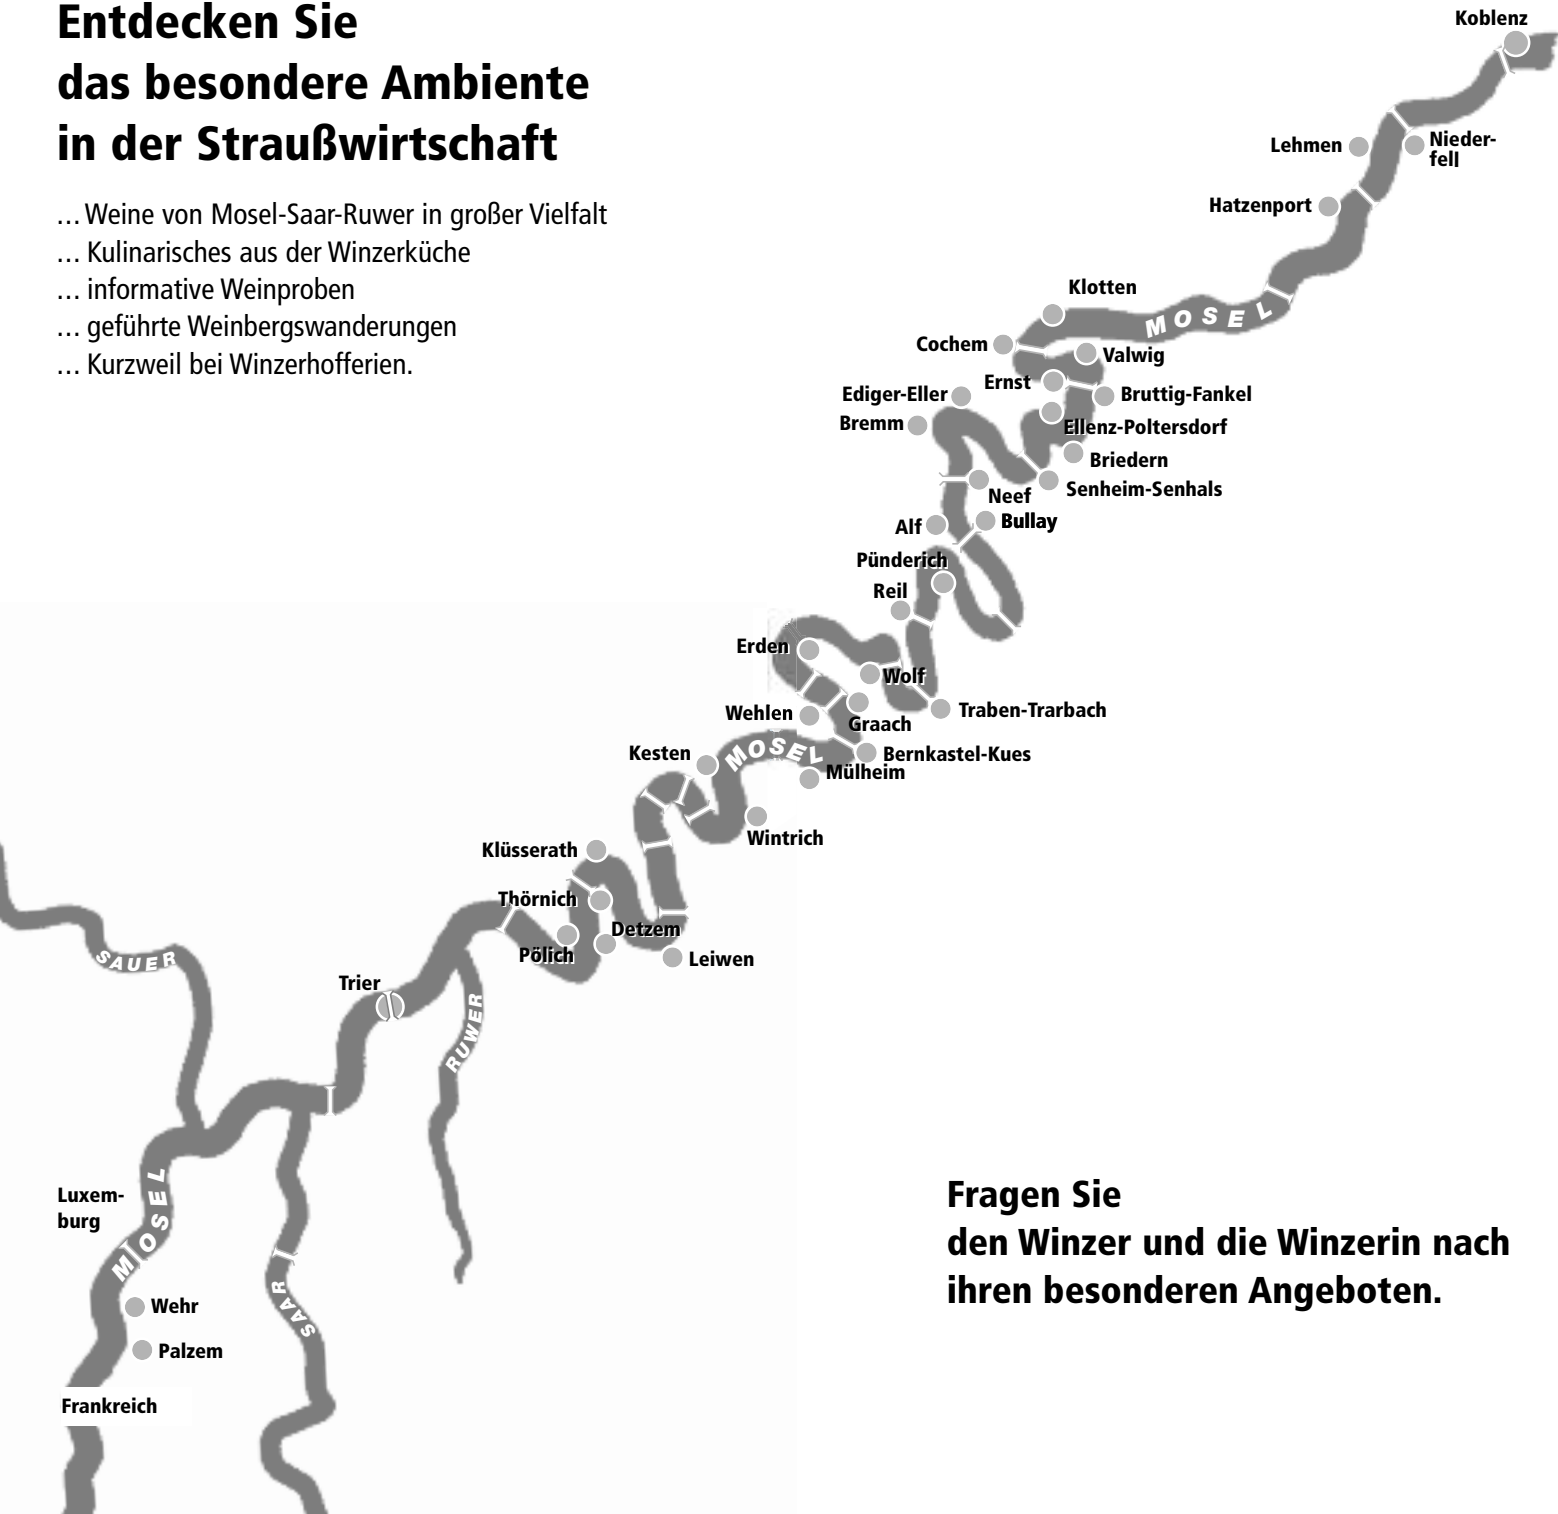 Entdecken Sie
das besondere Ambiente
in der Straußwirtschaft
… Weine von Mosel-Saar-Ruwer in großer Vielfalt
… Kulinarisches aus der Winzerküche
… informative Weinproben
… geführte Weinbergswanderungen
… Kurzweil bei Winzerhofferien.
Koblenz
Lehmen
Nieder-
fell
Hatzenport
Klotten
MOSEL
Cochem
Valwig
Ernst
Ediger-Eller
Bruttig-Fankel
Bremm
Ellenz-Poltersdorf
Briedern
Senheim-Senhals
Neef
Alf
Bullay
Pünderich
Reil
Erden
Wolf
Wehlen
Graach
Traben-Trarbach
Kesten
MOSEL
Bernkastel-Kues
Mülheim
Wintrich
Klüsserath
Thörnich
Detzem
Pölich
Leiwen
SAUER
Trier
RUWER
Luxem-
burg
MOSEL
SAAR
Wehr
Palzem
Frankreich
Fragen Sie
den Winzer und die Winzerin nach
ihren besonderen Angeboten.